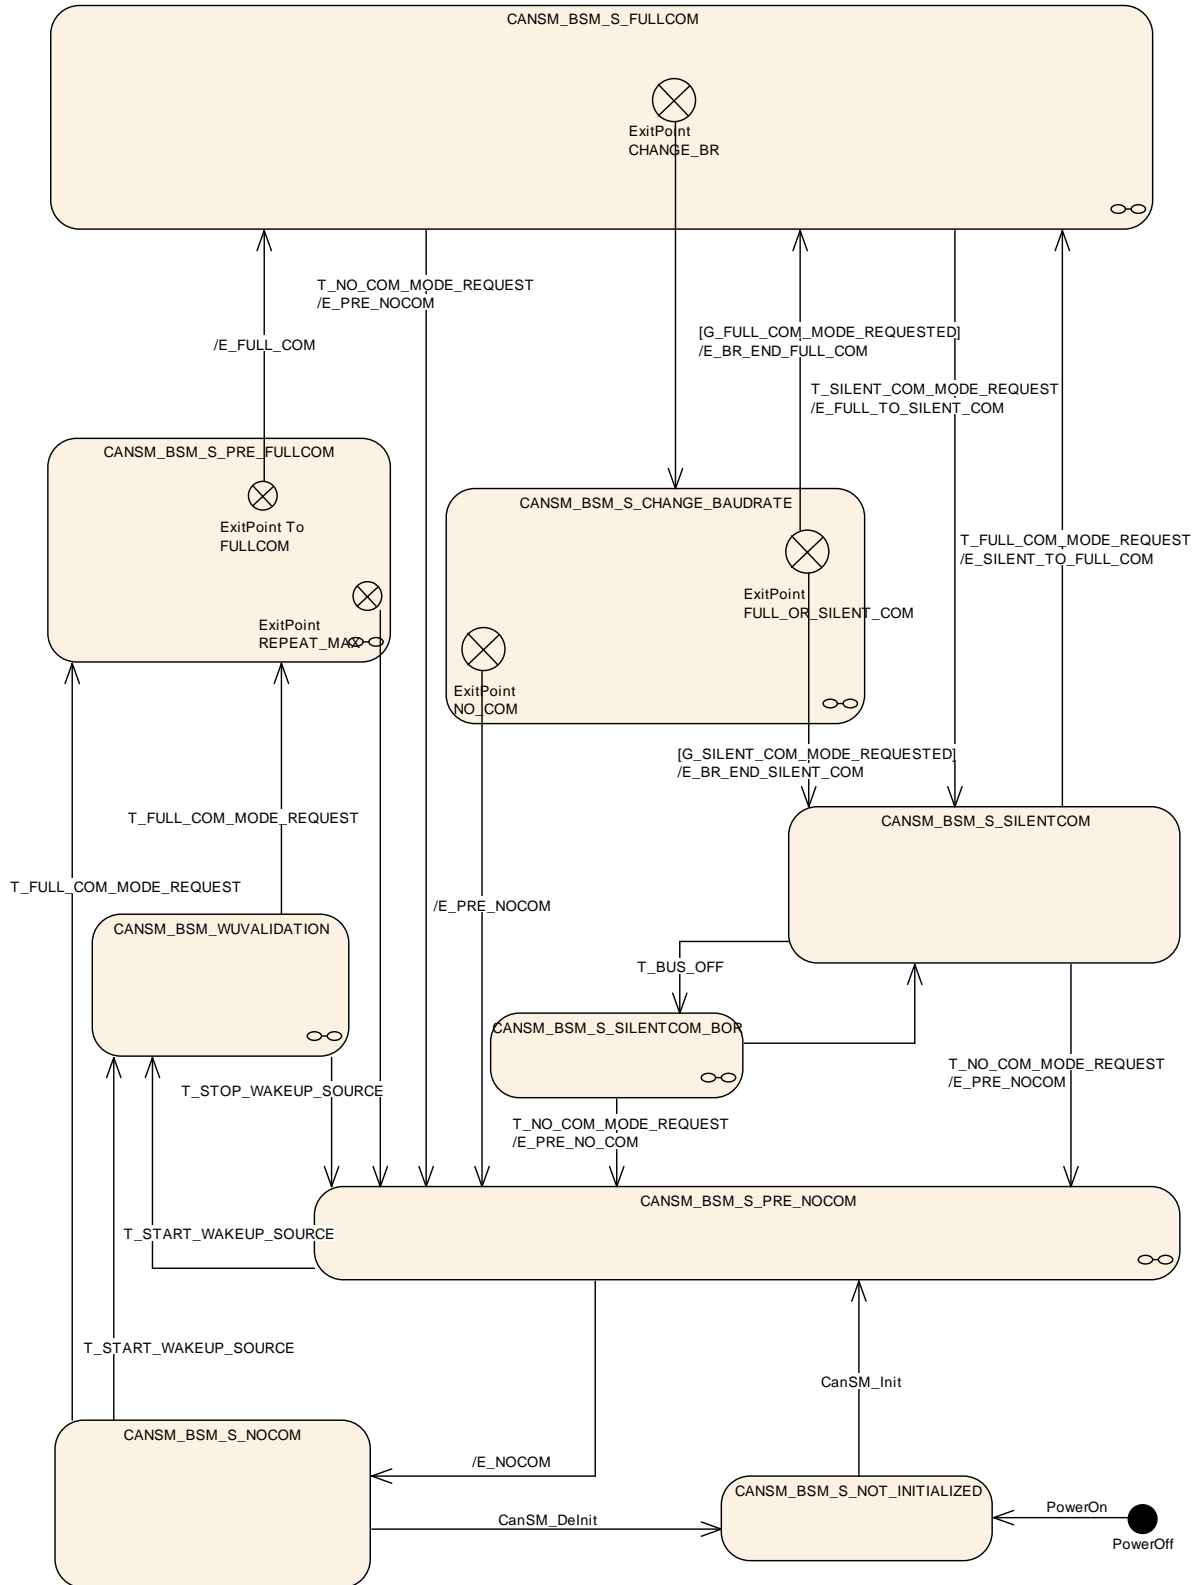 CANSM_BSM_S_FULLCOM
ExitPoint
CHANGE_BR
T_NO_COM_MODE_REQUEST
/E_PRE_NOCOM
/E_FULL_COM
[G_FULL_COM_MODE_REQUESTED]
/E_BR_END_FULL_COM
T_SILENT_COM_MODE_REQUEST
/E_FULL_TO_SILENT_COM
CANSM_BSM_S_PRE_FULLCOM
ExitPoint To
FULLCOM
ExitPoint
REPEAT_MAX
CANSM_BSM_S_CHANGE_BAUDRATE
ExitPoint
FULL_OR_SILENT_COM
ExitPoint
NO_COM
T_FULL_COM_MODE_REQUEST
/E_SILENT_TO_FULL_COM
[G_SILENT_COM_MODE_REQUESTED]
/E_BR_END_SILENT_COM
T_FULL_COM_MODE_REQUEST
CANSM_BSM_S_SILENTCOM
T_FULL_COM_MODE_REQUEST
/E_PRE_NOCOM
CANSM_BSM_WUVALIDATION
T_BUS_OFF
CANSM_BSM_S_SILENTCOM_BOR
T_NO_COM_MODE_REQUEST
/E_PRE_NOCOM
T_STOP_WAKEUP_SOURCE
T_NO_COM_MODE_REQUEST
/E_PRE_NO_COM
CANSM_BSM_S_PRE_NOCOM
T_START_WAKEUP_SOURCE
T_START_WAKEUP_SOURCE
CanSM_Init
CANSM_BSM_S_NOCOM
/E_NOCOM
CANSM_BSM_S_NOT_INITIALIZED
CanSM_DeInit
PowerOn
PowerOff